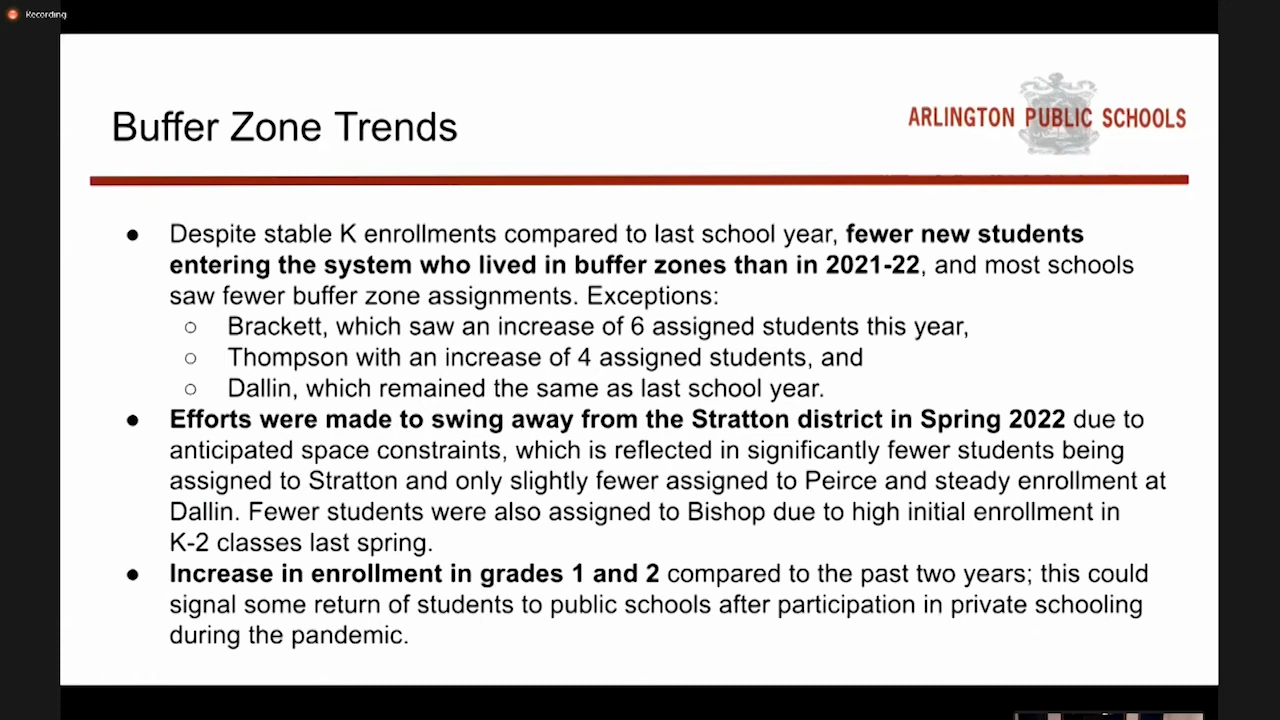 Recording
Buffer Zone Trends
ARLINGTON PUBLIC SCHOOLS
● Despite stable K enrollments compared to last school year, fewer new students
entering the system who lived in buffer zones than in 2021-22, and most schools
saw fewer buffer zone assignments. Exceptions:
○ Brackett, which saw an increase of 6 assigned students this year,
○ Thompson with an increase of 4 assigned students, and
○ Dallin, which remained the same as last school year.
● Efforts were made to swing away from the Stratton district in Spring 2022 due to
anticipated space constraints, which is reflected in significantly fewer students being
assigned to Stratton and only slightly fewer assigned to Peirce and steady enrollment at
Dallin. Fewer students were also assigned to Bishop due to high initial enrollment in
K-2 classes last spring.
● Increase in enrollment in grades 1 and 2 compared to the past two years; this could
signal some return of students to public schools after participation in private schooling
during the pandemic.